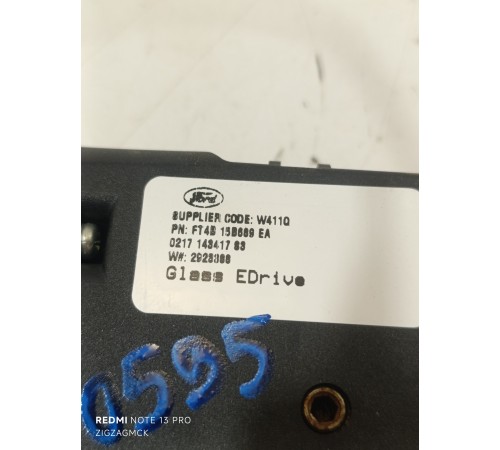 Ford
SUPPLIER CODE: W411Q
PN: FT4B 15B689 EA
0217 143417 83
W#: 2928388
Glass EDrive
0595
REDMI NOTE 13 PRO
ZIGZAGMCK